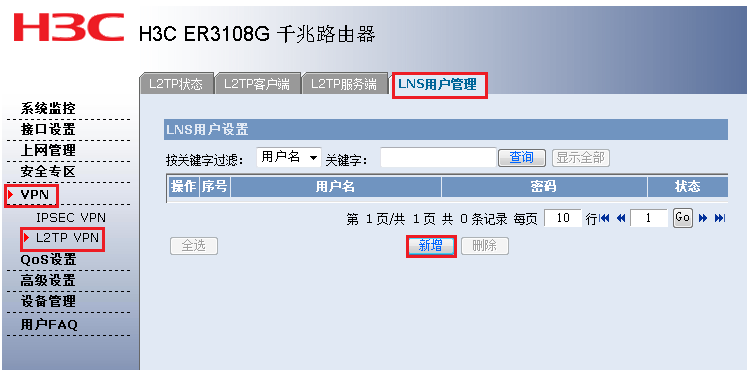 H3C H3C ER3108G 千兆路由器
L2TP状态 L2TP客户端 L2TP服务端 LNS用户管理
系统监控
接口设置
上网管理
安全专区
VPN
IPSEC VPN
L2TP VPN
QoS设置
高级设置
设备管理
用户FAQ
LNS用户设置
按关键字过滤： 用户名 关键字： 查询 显示全部
操作 序号 用户名 密码 状态
第 1 页/共 1 页 共 0 条记录 每页 10 行 1 Go
全选 新增 删除